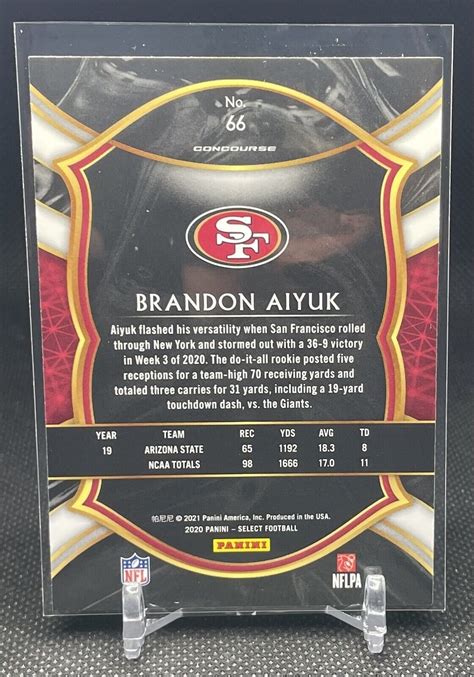 No.
66
CONCOURSE
SF
BRANDON AIYUK
Aiyuk flashed his versatility when San Francisco rolled
through New York and stormed out with a 36-9 victory
in Week 3 of 2020. The do-it-all rookie posted five
receptions for a team-high 70 receiving yards and
totaled three carries for 31 yards, including a 19-yard
touchdown dash, vs. the Giants.
YEAR TEAM REC YDS AVG TD
19 ARIZONA STATE 65 1192 18.3 8
NCAA TOTALS 98 1666 17.0 11
帕尼尼 © 2021 Panini America, Inc. Produced in the USA.
2020 PANINI - SELECT FOOTBALL
PANINI
NFL
NFLPA